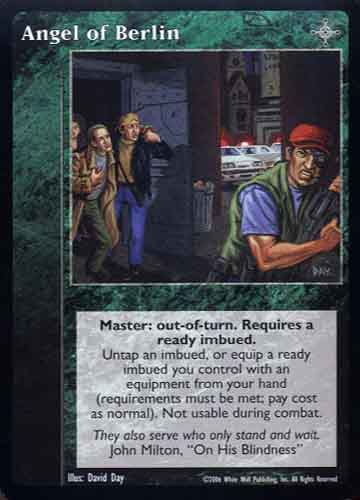 Angel of Berlin
DAY
Master: out-of-turn. Requires a
ready imbued.
Untap an imbued, or equip a ready
imbued you control with an
equipment from your hand
(requirements must be met; pay cost
as normal). Not usable during combat.
They also serve who only stand and wait.
John Milton, "On His Blindness"
Illus: David Day
©2006 White Wolf Publishing, Inc. All Rights Reserved